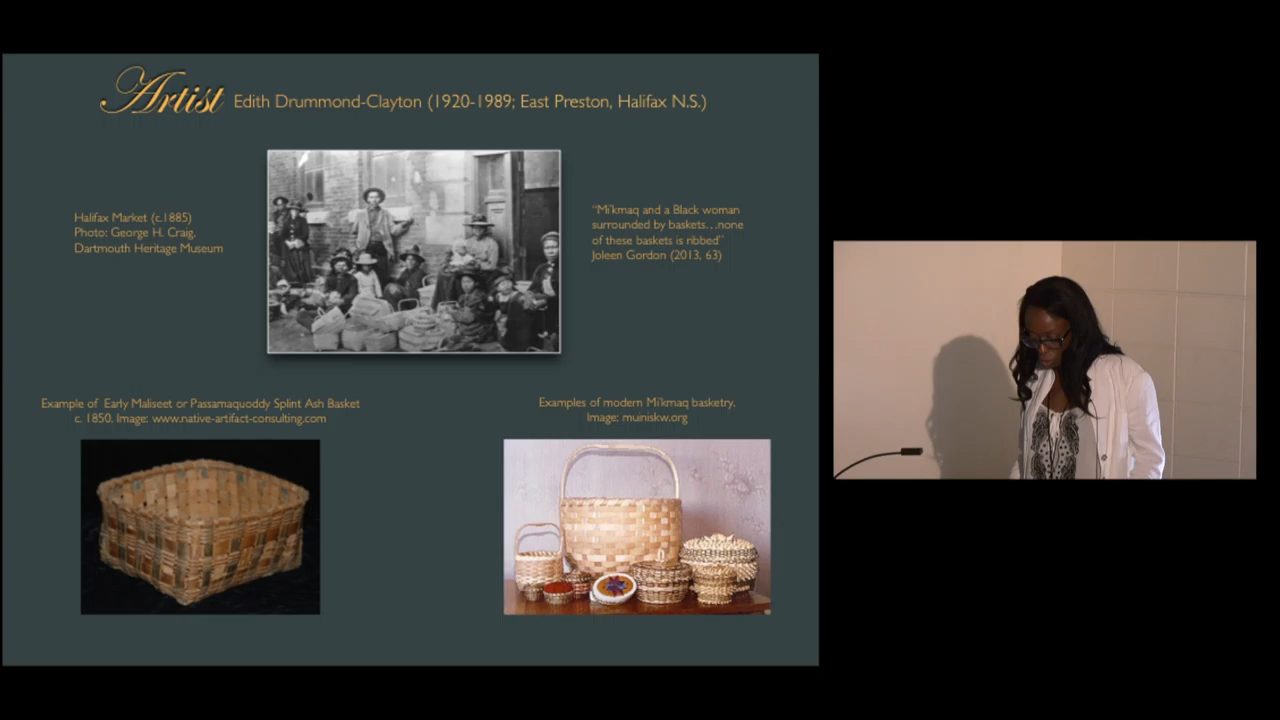 Artist Edith Drummond-Clayton (1920-1989; East Preston, Halifax N.S.)
Halifax Market (c.1885)
Photo: George H. Craig.
Dartmouth Heritage Museum
"Mi'kmaq and a Black woman
surrounded by baskets. . .none
of these baskets is ribbed"
Joleen Gordon (2013, 63)
Example of Early Maliseet or Passamaquoddy Splint Ash Basket
c. 1850. Image: www.native-artifact-consulting.com
Examples of modern Mi'kmaq basketry.
Image: muiniskw.org